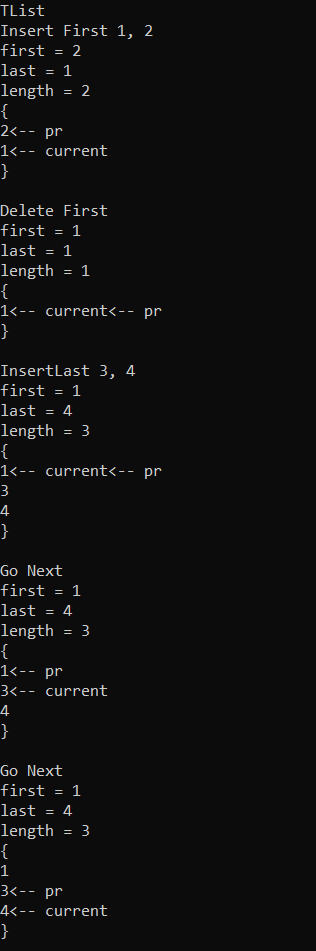 TList
Insert First 1, 2
first = 2
last = 1
length = 2
{
2<-- pr
1<-- current
}
Delete First
first = 1
last = 1
length = 1
{
1<-- current<-- pr
}
InsertLast 3, 4
first = 1
last = 4
length = 3
{
1<-- current<-- pr
3
4
}
Go Next
first = 1
last = 4
length = 3
{
1<-- pr
3<-- current
4
}
Go Next
first = 1
last = 4
length = 3
{
1
3<-- pr
4<-- current
}